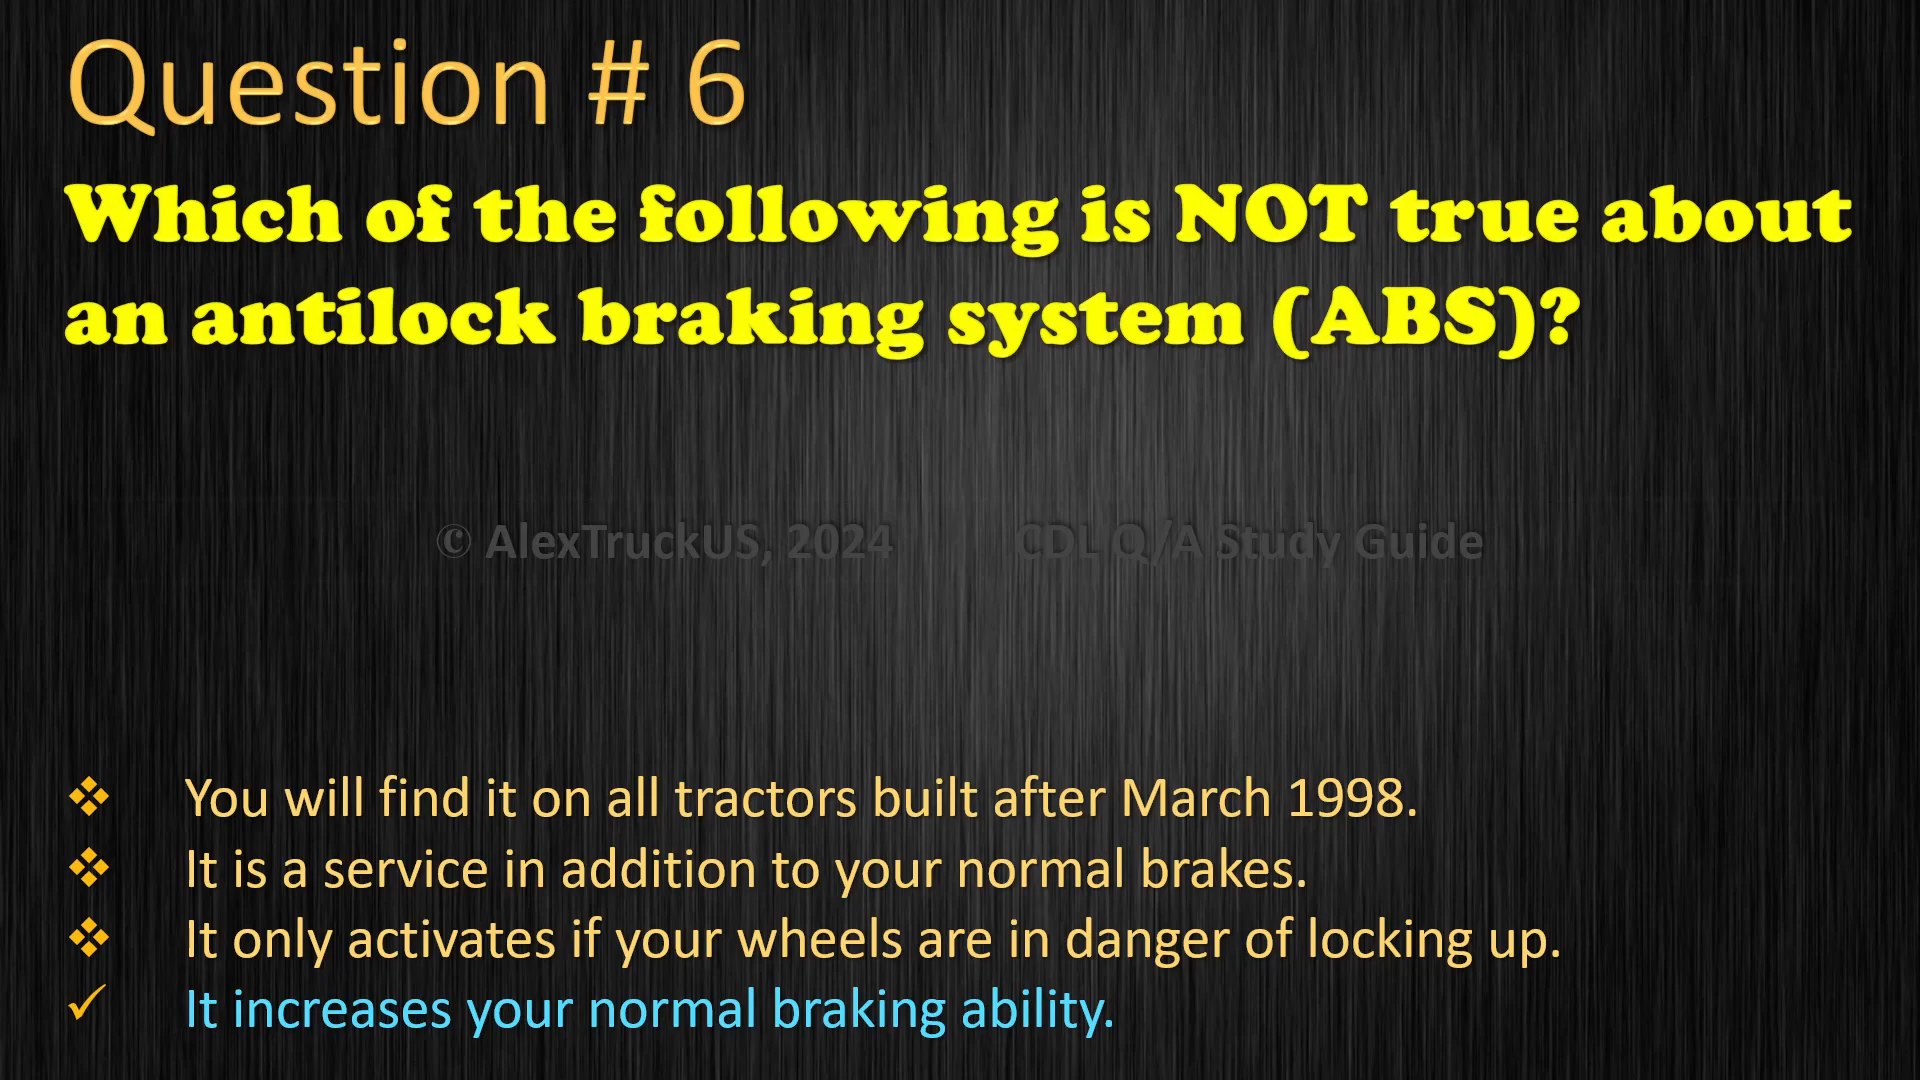 Question # 6
Which of the following is NOT true about
an antilock braking system (ABS)?
© AlexTruckUS, 2024 CDL Q/A Study Guide
❖ You will find it on all tractors built after March 1998.
❖ It is a service in addition to your normal brakes.
❖ It only activates if your wheels are in danger of locking up.
✓ It increases your normal braking ability.